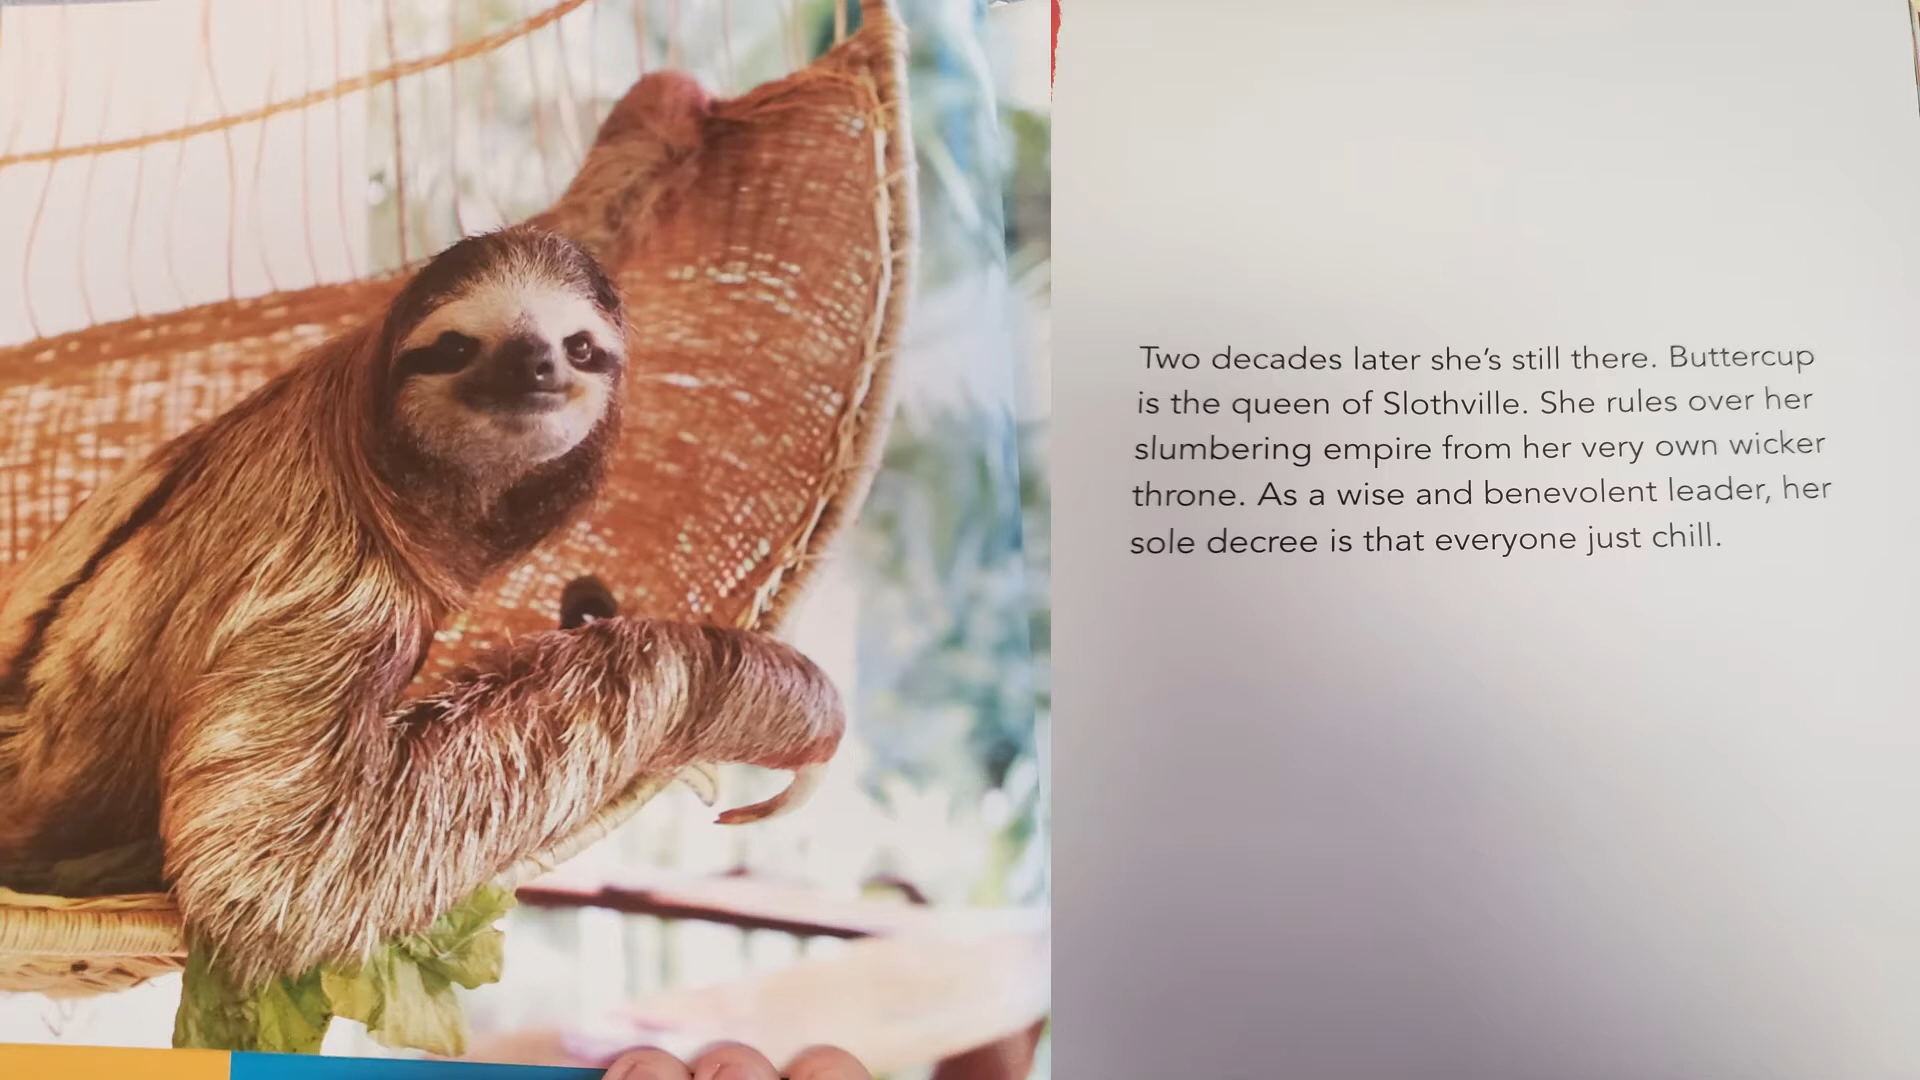 Two decades later she’s still there. Buttercup
is the queen of Slothville. She rules over her
slumbering empire from her very own wicker
throne. As a wise and benevolent leader, her
sole decree is that everyone just chill.